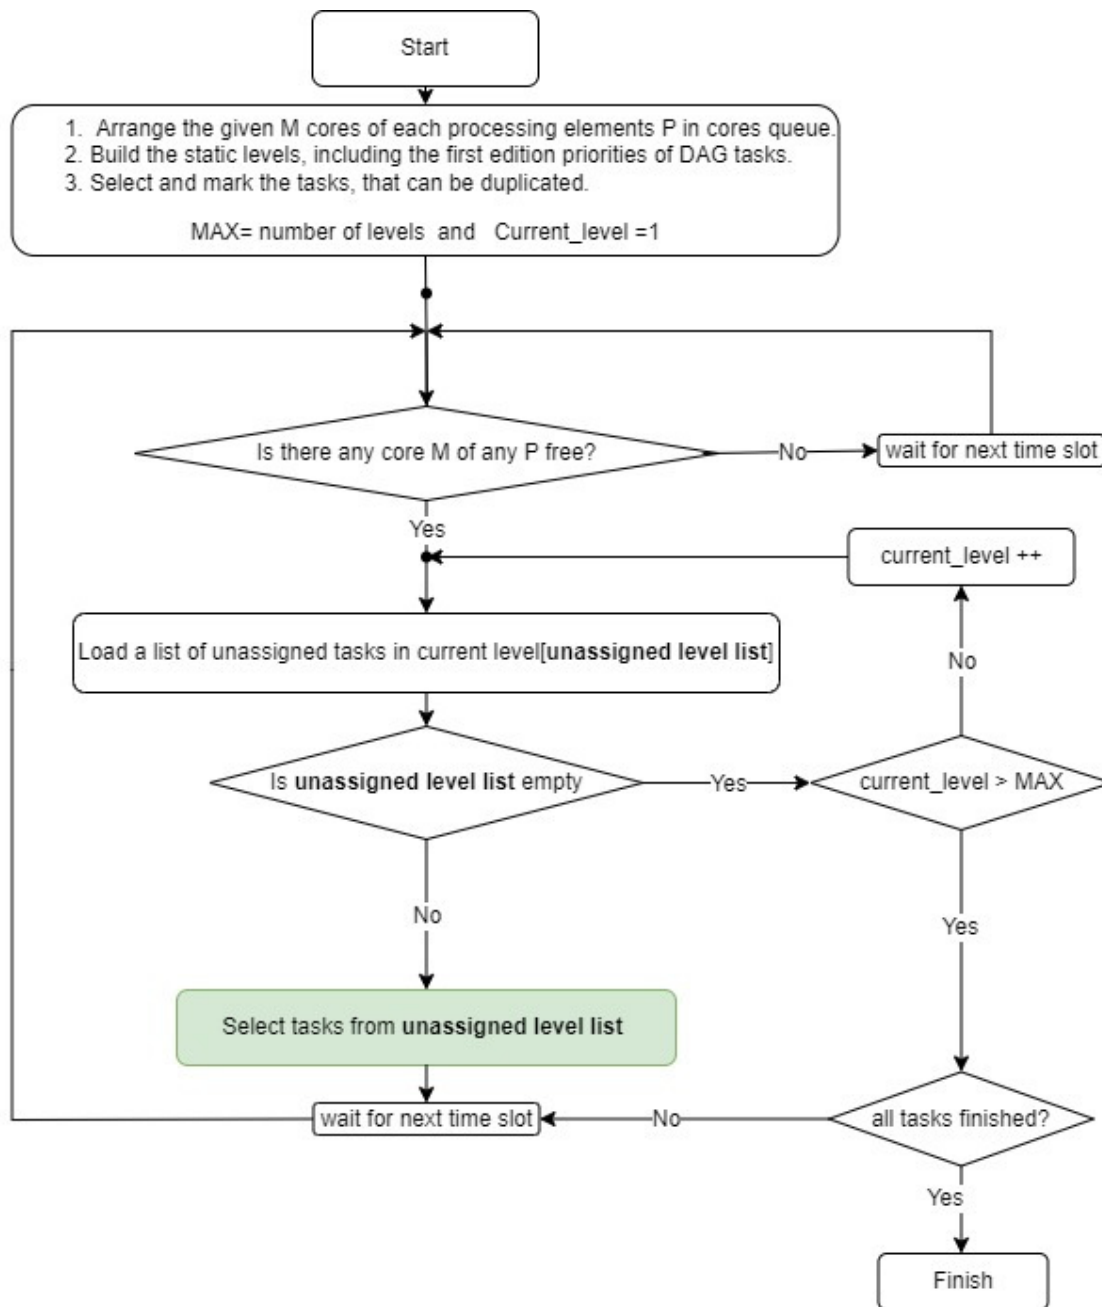 Start
1. Arrange the given M cores of each processing elements P in cores queue.
2. Build the static levels, including the first edition priorities of DAG tasks.
3. Select and mark the tasks, that can be duplicated.
MAX= number of levels and Current_level =1
Is there any core M of any P free?
No
wait for next time slot
Yes
current_level ++
Load a list of unassigned tasks in current level[unassigned level list]
No
Is unassigned level list empty
Yes
current_level > MAX
No
Yes
Select tasks from unassigned level list
wait for next time slot
No
all tasks finished?
Yes
Finish